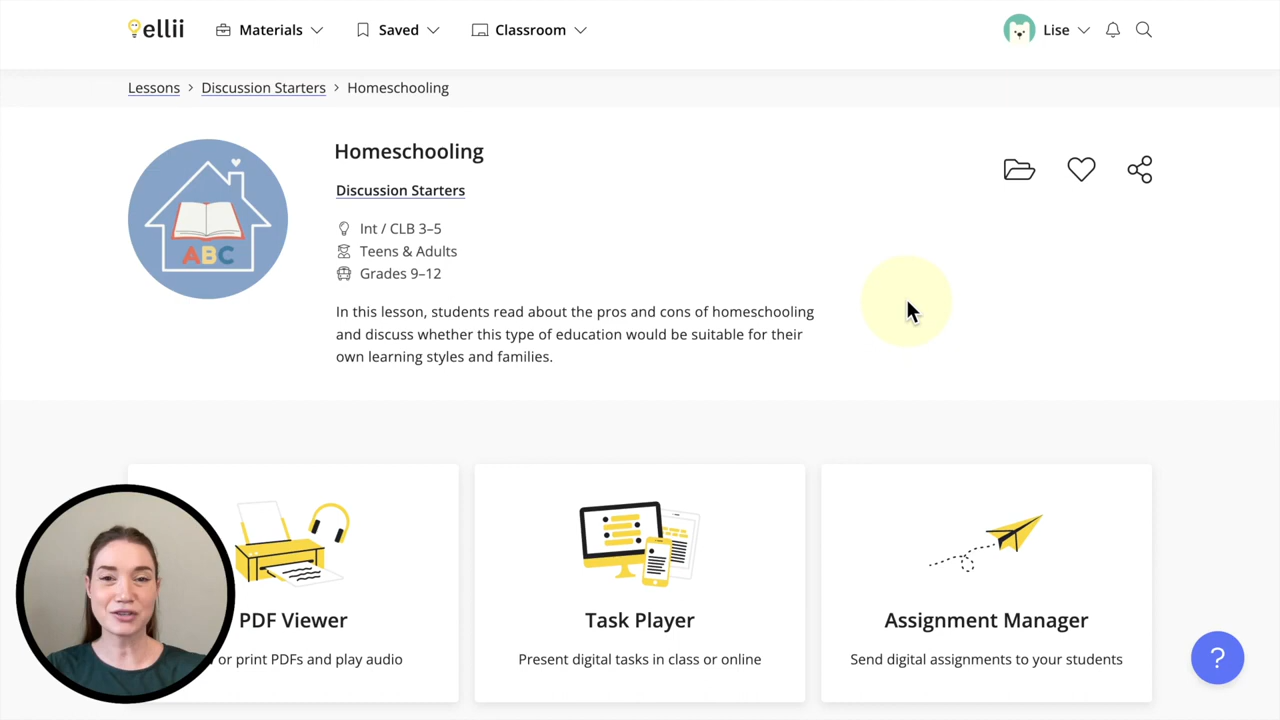 ellii
Materials
Saved
Classroom
Lise
Lessons > Discussion Starters > Homeschooling
Homeschooling
Discussion Starters
Int / CLB 3–5
Teens & Adults
Grades 9–12
In this lesson, students read about the pros and cons of homeschooling
and discuss whether this type of education would be suitable for their
own learning styles and families.
ABC
PDF Viewer
or print PDFs and play audio
Task Player
Present digital tasks in class or online
Assignment Manager
Send digital assignments to your students
?